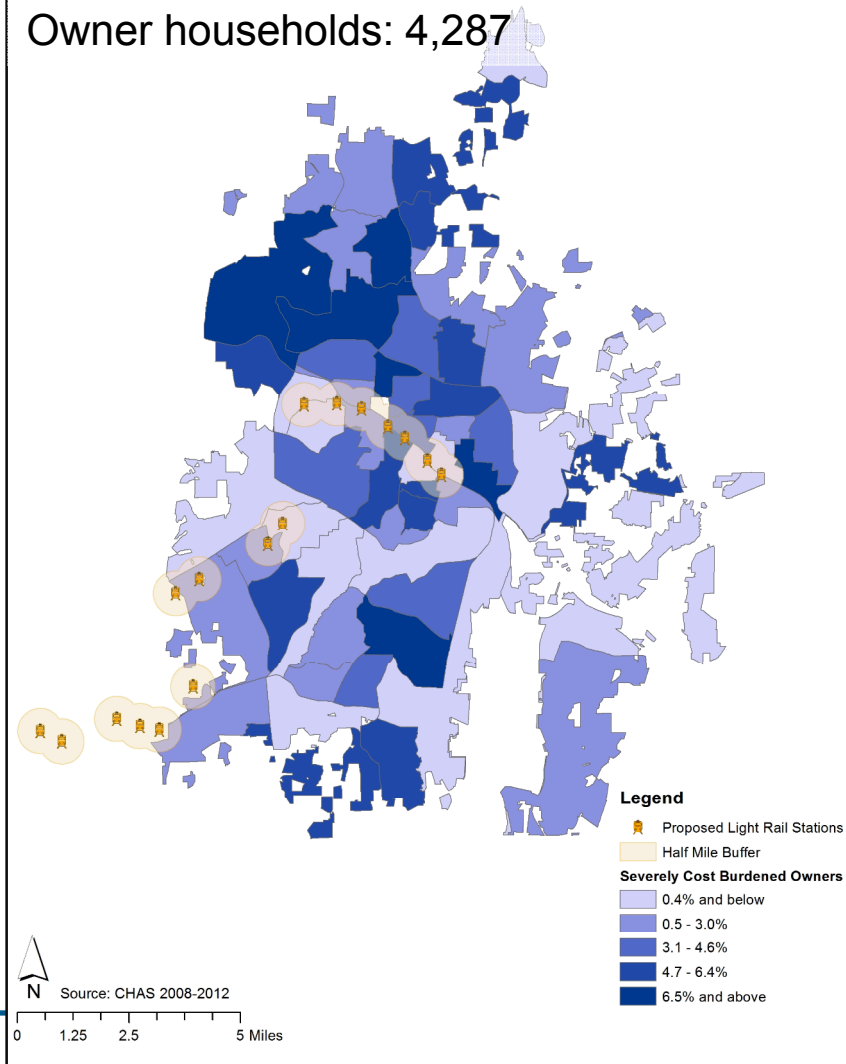 Owner households: 4,287
Legend
Proposed Light Rail Stations
Half Mile Buffer
Severely Cost Burdened Owners
0.4% and below
0.5 - 3.0%
3.1 - 4.6%
4.7 - 6.4%
6.5% and above
N Source: CHAS 2008-2012
0 1.25 2.5 5 Miles